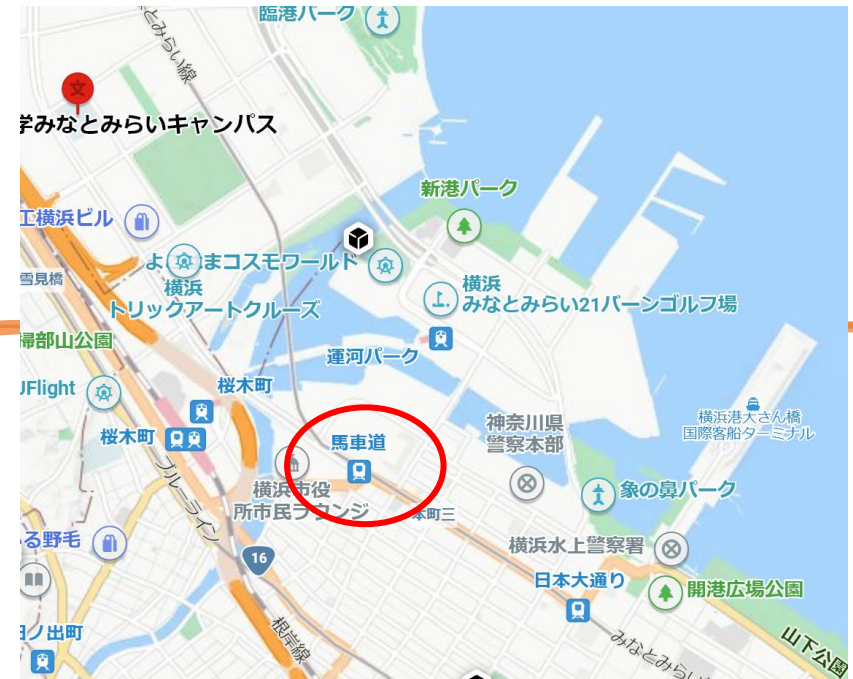 臨港パーク
みなとみらい線
学みなとみらいキャンパス
新港パーク
工横浜ビル
よ まコスモワールド
横浜
トリックアートクルーズ
雪見橋
横浜
みなとみらい21バーンゴルフ場
掃部山公園
運河パーク
JFlight
桜木町
桜木町
横浜港大さん橋
国際客船ターミナル
神奈川県
警察本部
馬車道
横浜市役
所市民ラウンジ
本町三
象の鼻パーク
ブルーライン
る野毛
16
横浜水上警察署
日本大通り
開港広場公園
ノ出町
根岸線
みなとみらい
山下公園